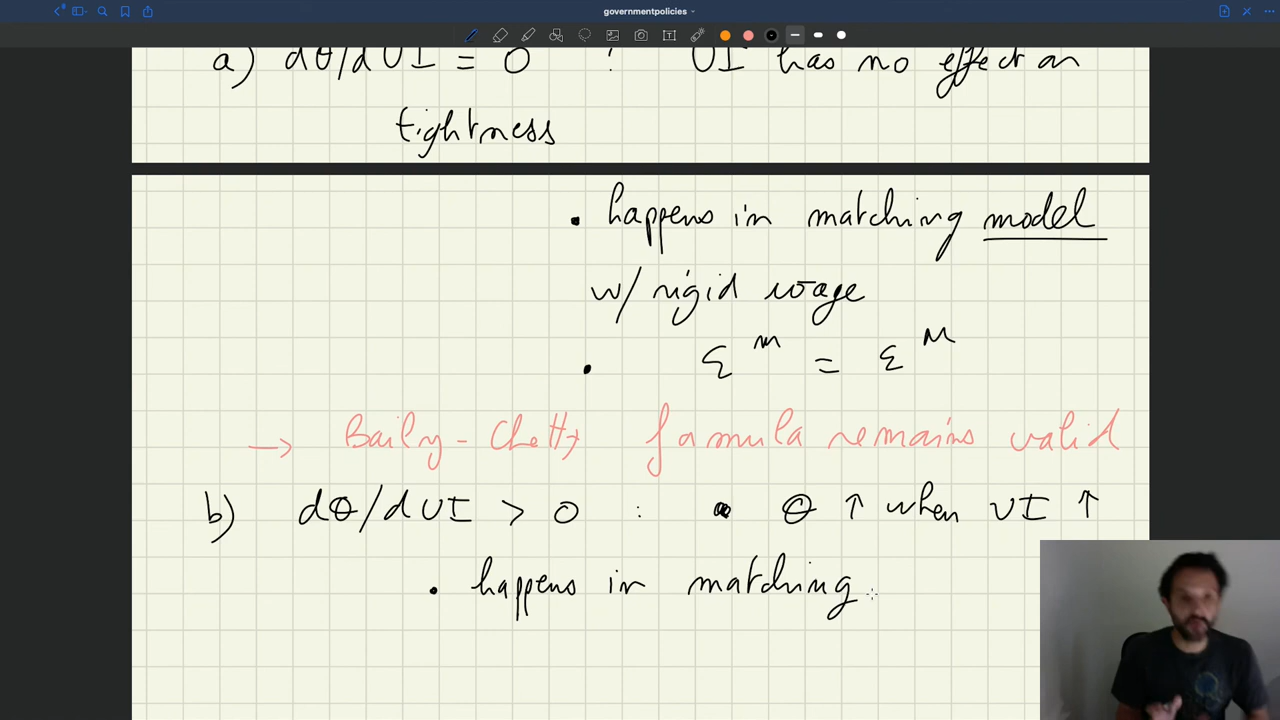 governmentpolicies
a) dθ/dUI = 0 : UI has no effect on
tightness
• happens in matching model
w/ rigid wage
• ε^m = ε^M
→ Baily-Chetty formula remains valid
b) dθ/dUI > 0 : • θ ↑ when UI ↑
• happens in matching